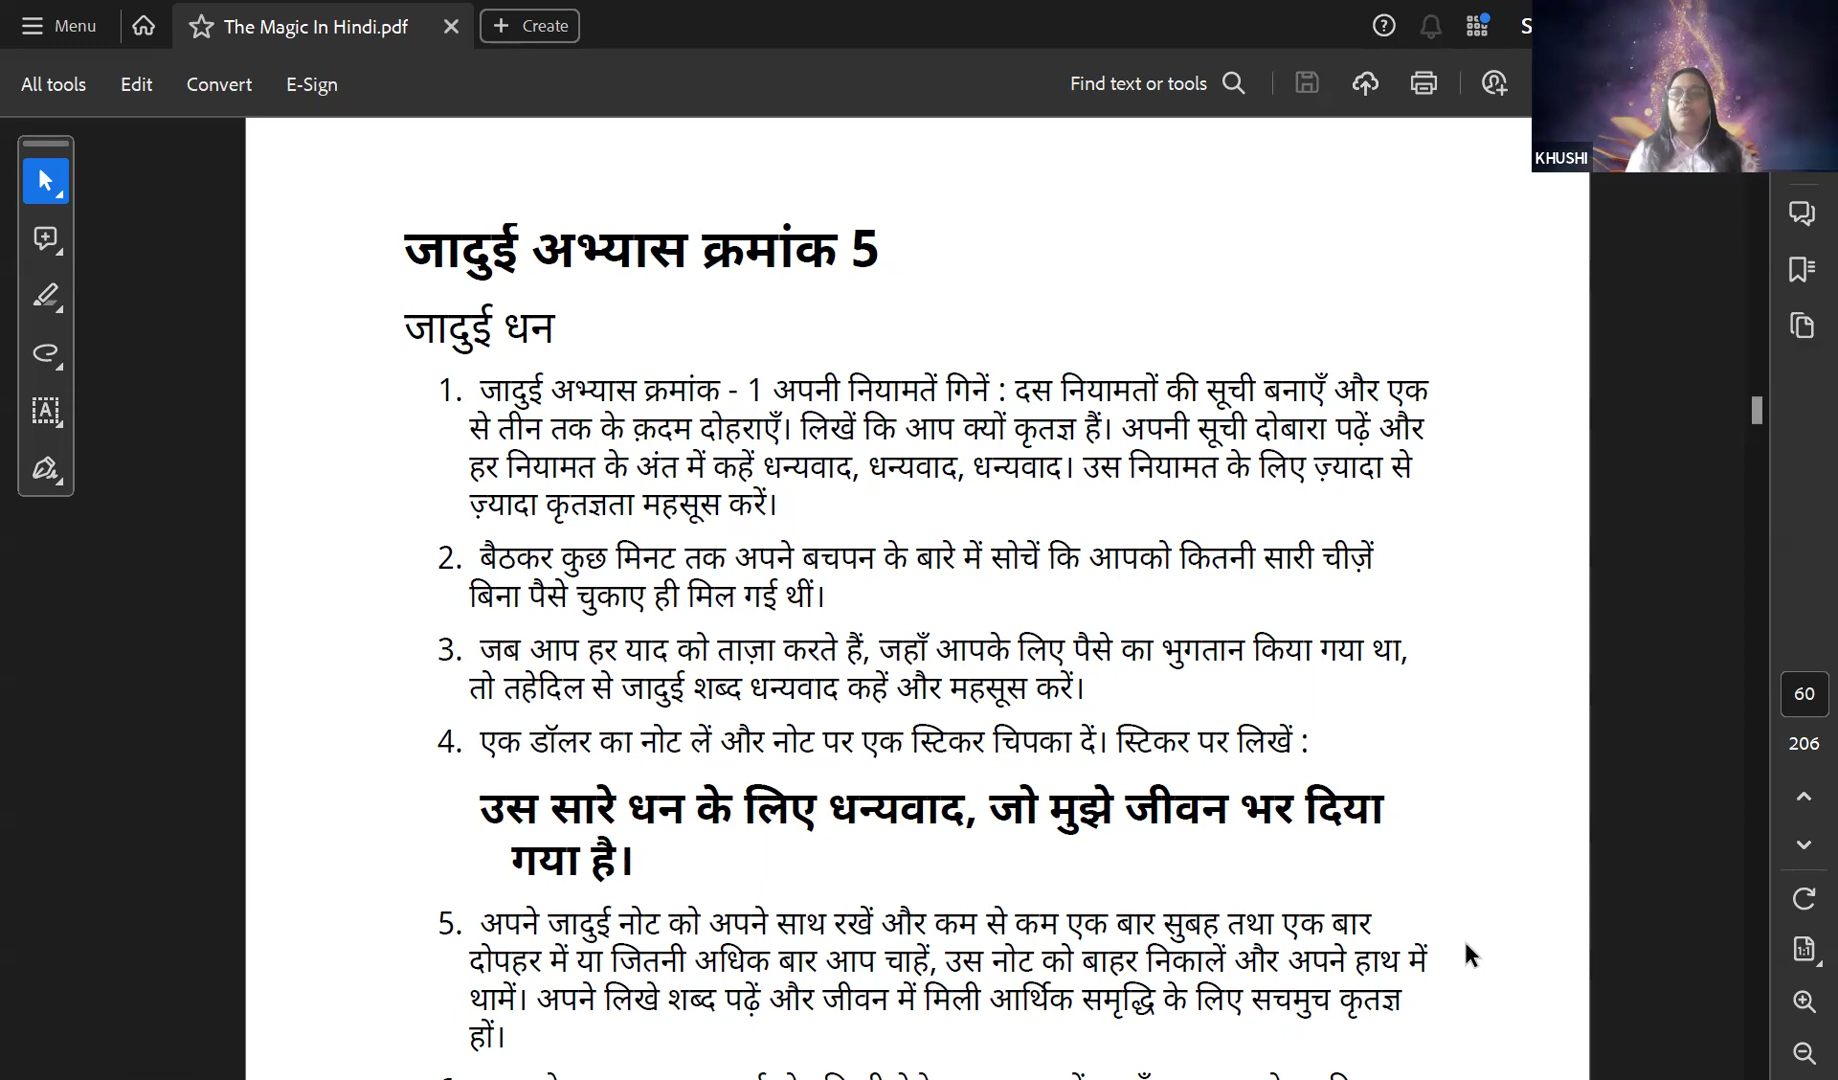 Menu
The Magic In Hindi.pdf
Create
All tools
Edit
Convert
E-Sign
Find text or tools
KHUSHI
जादुई अभ्यास क्रमांक 5
जादुई धन
1. जादुई अभ्यास क्रमांक - 1 अपनी नियामतें गिनें : दस नियामतों की सूची बनाएँ और एक
से तीन तक के क़दम दोहराएँ। लिखें कि आप क्यों कृतज्ञ हैं। अपनी सूची दोबारा पढ़ें और
हर नियामत के अंत में कहें धन्यवाद, धन्यवाद, धन्यवाद। उस नियामत के लिए ज़्यादा से
ज़्यादा कृतज्ञता महसूस करें।
2. बैठकर कुछ मिनट तक अपने बचपन के बारे में सोचें कि आपको कितनी सारी चीज़ें
बिना पैसे चुकाए ही मिल गई थीं।
3. जब आप हर याद को ताज़ा करते हैं, जहाँ आपके लिए पैसे का भुगतान किया गया था,
तो तहेदिल से जादुई शब्द धन्यवाद कहें और महसूस करें।
4. एक डॉलर का नोट लें और नोट पर एक स्टिकर चिपका दें। स्टिकर पर लिखें :
उस सारे धन के लिए धन्यवाद, जो मुझे जीवन भर दिया
गया है।
5. अपने जादुई नोट को अपने साथ रखें और कम से कम एक बार सुबह तथा एक बार
दोपहर में या जितनी अधिक बार आप चाहें, उस नोट को बाहर निकालें और अपने हाथ में
थामें। अपने लिखे शब्द पढ़ें और जीवन में मिली आर्थिक समृद्धि के लिए सचमुच कृतज्ञ
हों।
60
206